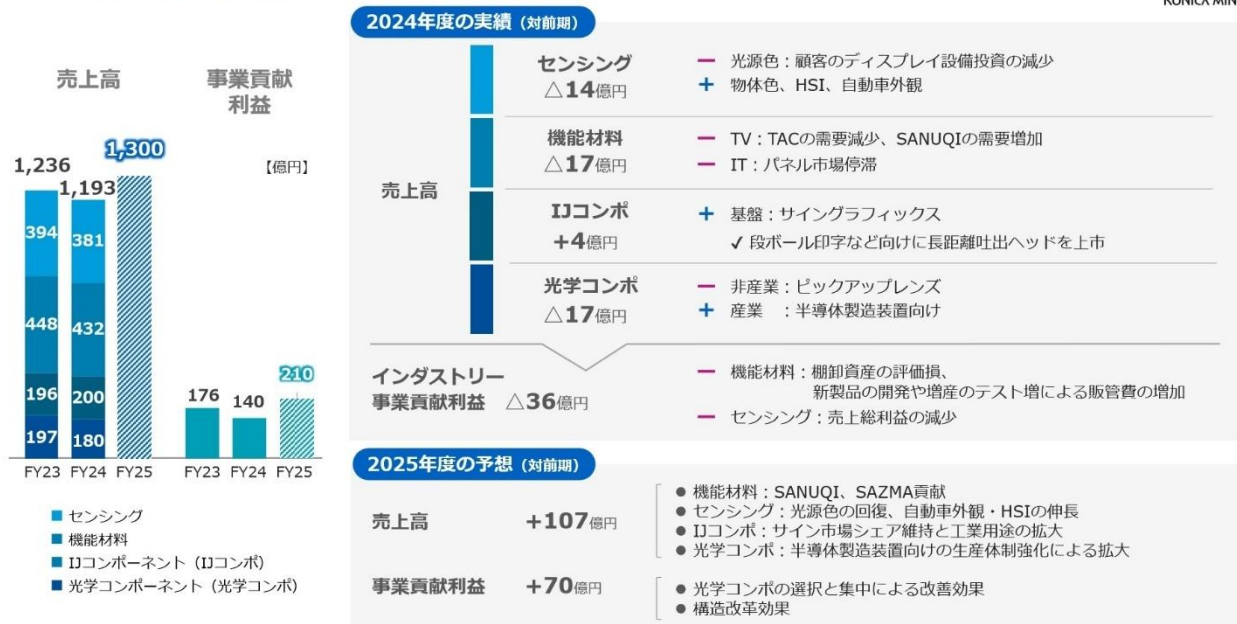 KONICA MIN
売上高
事業貢献
利益
【億円】
1,236
1,193
1,300
394
381
448
432
196
200
197
180
176
140
210
FY23 FY24 FY25
FY23 FY24 FY25
センシング
機能材料
IJコンポーネント（IJコンポ）
光学コンポーネント（光学コンポ）
2024年度の実績（対前期）
売上高
センシング
△14億円
ー 光源色：顧客のディスプレイ設備投資の減少
+ 物体色、HSI、自動車外観
機能材料
△17億円
ー TV：TACの需要減少、SANUQIの需要増加
ー IT：パネル市場停滞
IJコンポ
+4億円
+ 基盤：サイングラフィックス
✓ 段ボール印字など向けに長距離吐出ヘッドを上市
光学コンポ
△17億円
ー 非産業：ピックアップレンズ
+ 産業　：半導体製造装置向け
インダストリー
事業貢献利益 △36億円
ー 機能材料：棚卸資産の評価損、
新製品の開発や増産のテスト増による販管費の増加
ー センシング：売上総利益の減少
2025年度の予想（対前期）
売上高 +107億円
● 機能材料：SANUQI、SAZMA貢献
● センシング：光源色の回復、自動車外観・HSIの伸長
● IJコンポ：サイン市場シェア維持と工業用途の拡大
● 光学コンポ：半導体製造装置向けの生産体制強化による拡大
事業貢献利益 +70億円
● 光学コンポの選択と集中による改善効果
● 構造改革効果